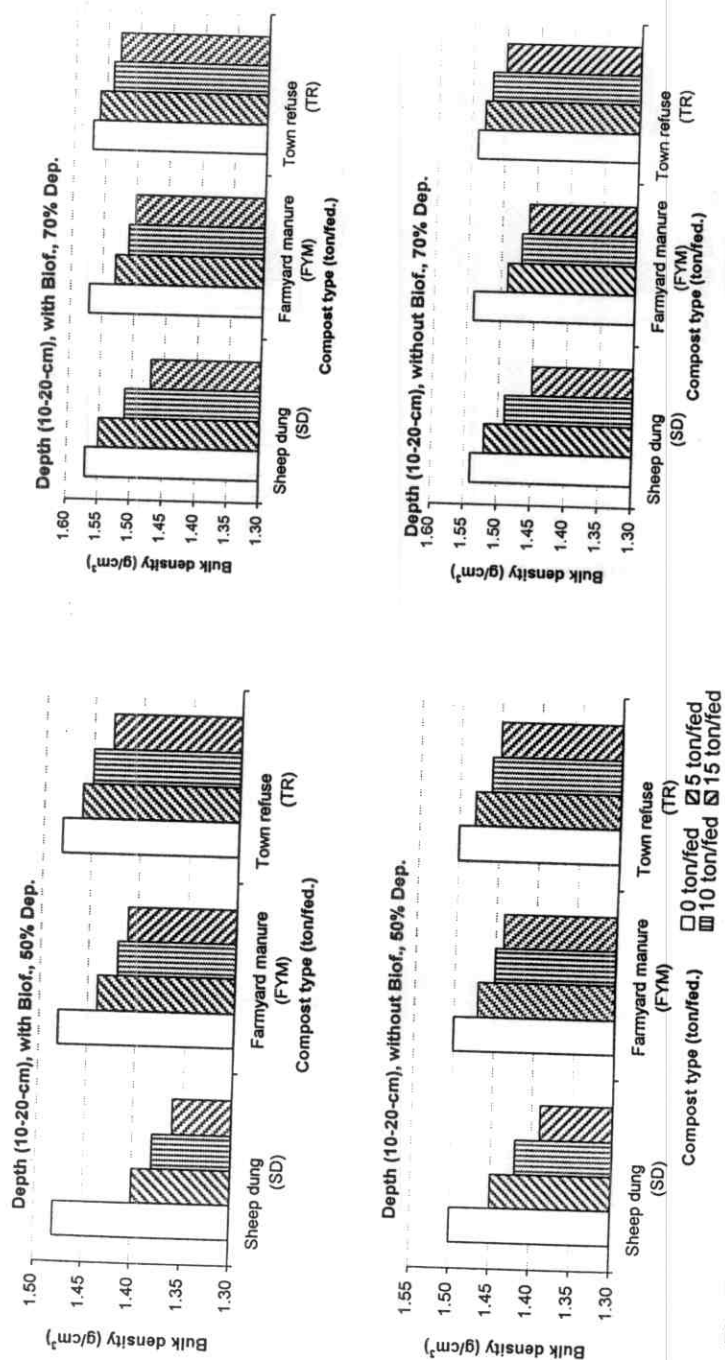 Depth (10-20-cm), with Biof., 50% Dep.
Bulk density (g/cm³)
1.50
1.45
1.40
1.35
1.30
Sheep dung
(SD)
Farmyard manure
(FYM)
Town refuse
(TR)
Compost type (ton/fed.)
Depth (10-20-cm), with Biof., 70% Dep.
Bulk density (g/cm³)
1.60
1.55
1.50
1.45
1.40
1.35
1.30
Sheep dung
(SD)
Farmyard manure
(FYM)
Town refuse
(TR)
Compost type (ton/fed.)
Depth (10-20-cm), without Biof., 50% Dep.
Bulk density (g/cm³)
1.55
1.50
1.45
1.40
1.35
1.30
Sheep dung
(SD)
Farmyard manure
(FYM)
Town refuse
(TR)
Compost type (ton/fed.)
0 ton/fed 5 ton/fed
10 ton/fed 15 ton/fed
Depth (10-20-cm), without Biof., 70% Dep.
Bulk density (g/cm³)
1.60
1.55
1.50
1.45
1.40
1.35
1.30
Sheep dung
(SD)
Farmyard manure
(FYM)
Town refuse
(TR)
Compost type (ton/fed.)